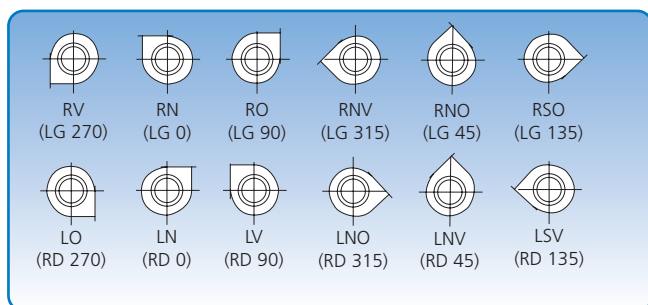 RV RN RO RNV RNO RSO
(LG 270) (LG 0) (LG 90) (LG 315) (LG 45) (LG 135)
LO LN LV LNO LNV LSV
(RD 270) (RD 0) (RD 90) (RD 315) (RD 45) (RD 135)